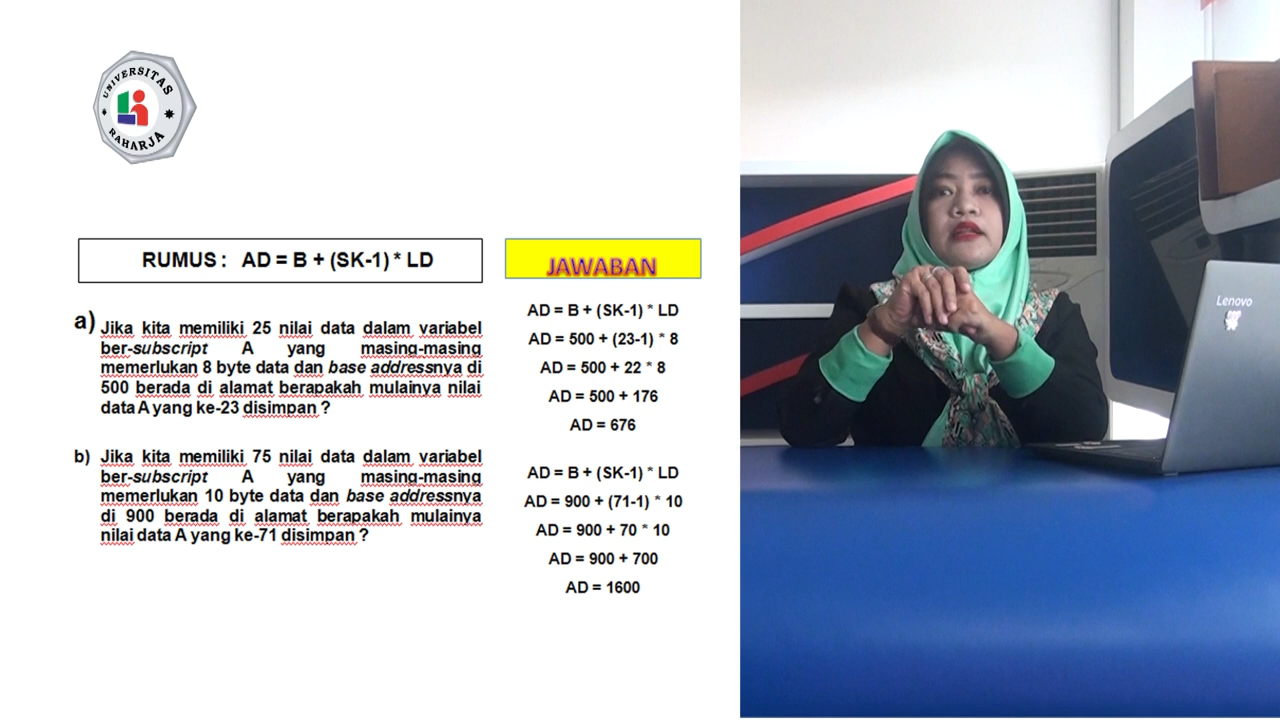 UNIVERSITAS
RAHARJA
RUMUS : AD = B + (SK-1) * LD
JAWABAN
a) Jika kita memiliki 25 nilai data dalam variabel
ber-subscript A yang masing-masing
memerlukan 8 byte data dan base addressnya di
500 berada di alamat berapakah mulainya nilai
data A yang ke-23 disimpan ?
AD = B + (SK-1) * LD
AD = 500 + (23-1) * 8
AD = 500 + 22 * 8
AD = 500 + 176
AD = 676
b) Jika kita memiliki 75 nilai data dalam variabel
ber-subscript A yang masing-masing
memerlukan 10 byte data dan base addressnya
di 900 berada di alamat berapakah mulainya
nilai data A yang ke-71 disimpan ?
AD = B + (SK-1) * LD
AD = 900 + (71-1) * 10
AD = 900 + 70 * 10
AD = 900 + 700
AD = 1600
Lenovo